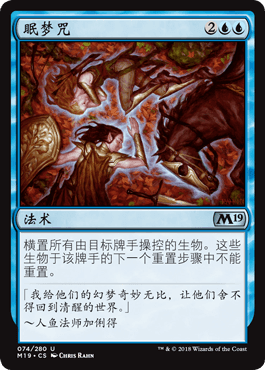 眠梦咒 2
法术 M19
横置所有由目标牌手操控的生物。这些
生物于该牌手的下一个重置步骤中不能
重置。
「我给他们的幻梦奇妙无比，让他们舍不
得回到清醒的世界。」
～人鱼法师加俐得
074/280 U
M19 • CS Chris Rahn
™ & © 2018 Wizards of the Coast